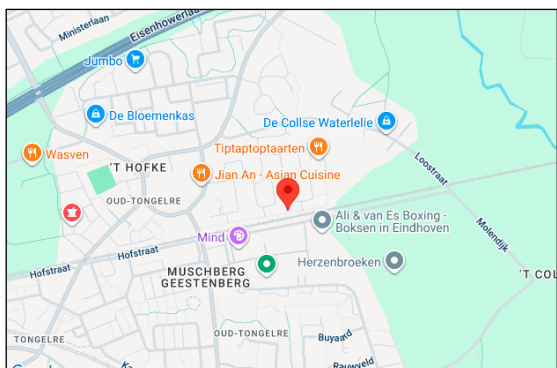 Ministerlaan
Eisenhowerlaa
Jumbo
De Bloemenkas
De Collse Waterlelie
Tiptaptoptaarten
Wasven
'T HOFKE
Jian An - Asian Cuisine
Loostraat
OUD-TONGELRE
Ali & van Es Boxing -
Boksen in Eindhoven
Molendijk
Mind
Hofstraat
Hofstraat
Herzenbroeken
MUSCHBERG
GEESTENBERG
'T COL
TONGELRE
OUD-TONGELRE
Buyaard
Rauwveld